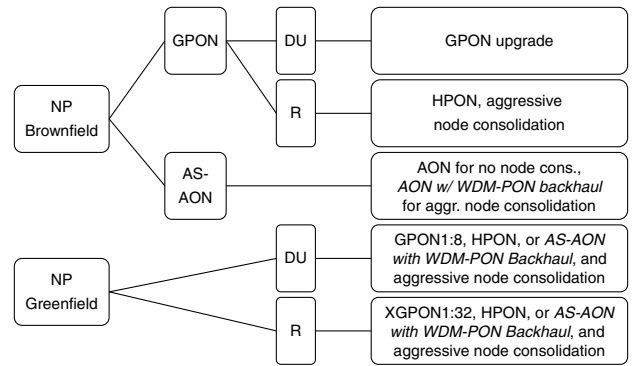 GPON
DU
GPON upgrade
NP
Brownfield
R
HPON, aggressive
node consolidation
AS-
AON
AON for no node cons.,
AON w/ WDM-PON backhaul
for aggr. node consolidation
NP
Greenfield
DU
GPON1:8, HPON, or AS-AON
with WDM-PON Backhaul, and
aggressive node consolidation
R
XGPON1:32, HPON, or AS-AON
with WDM-PON Backhaul, and
aggressive node consolidation